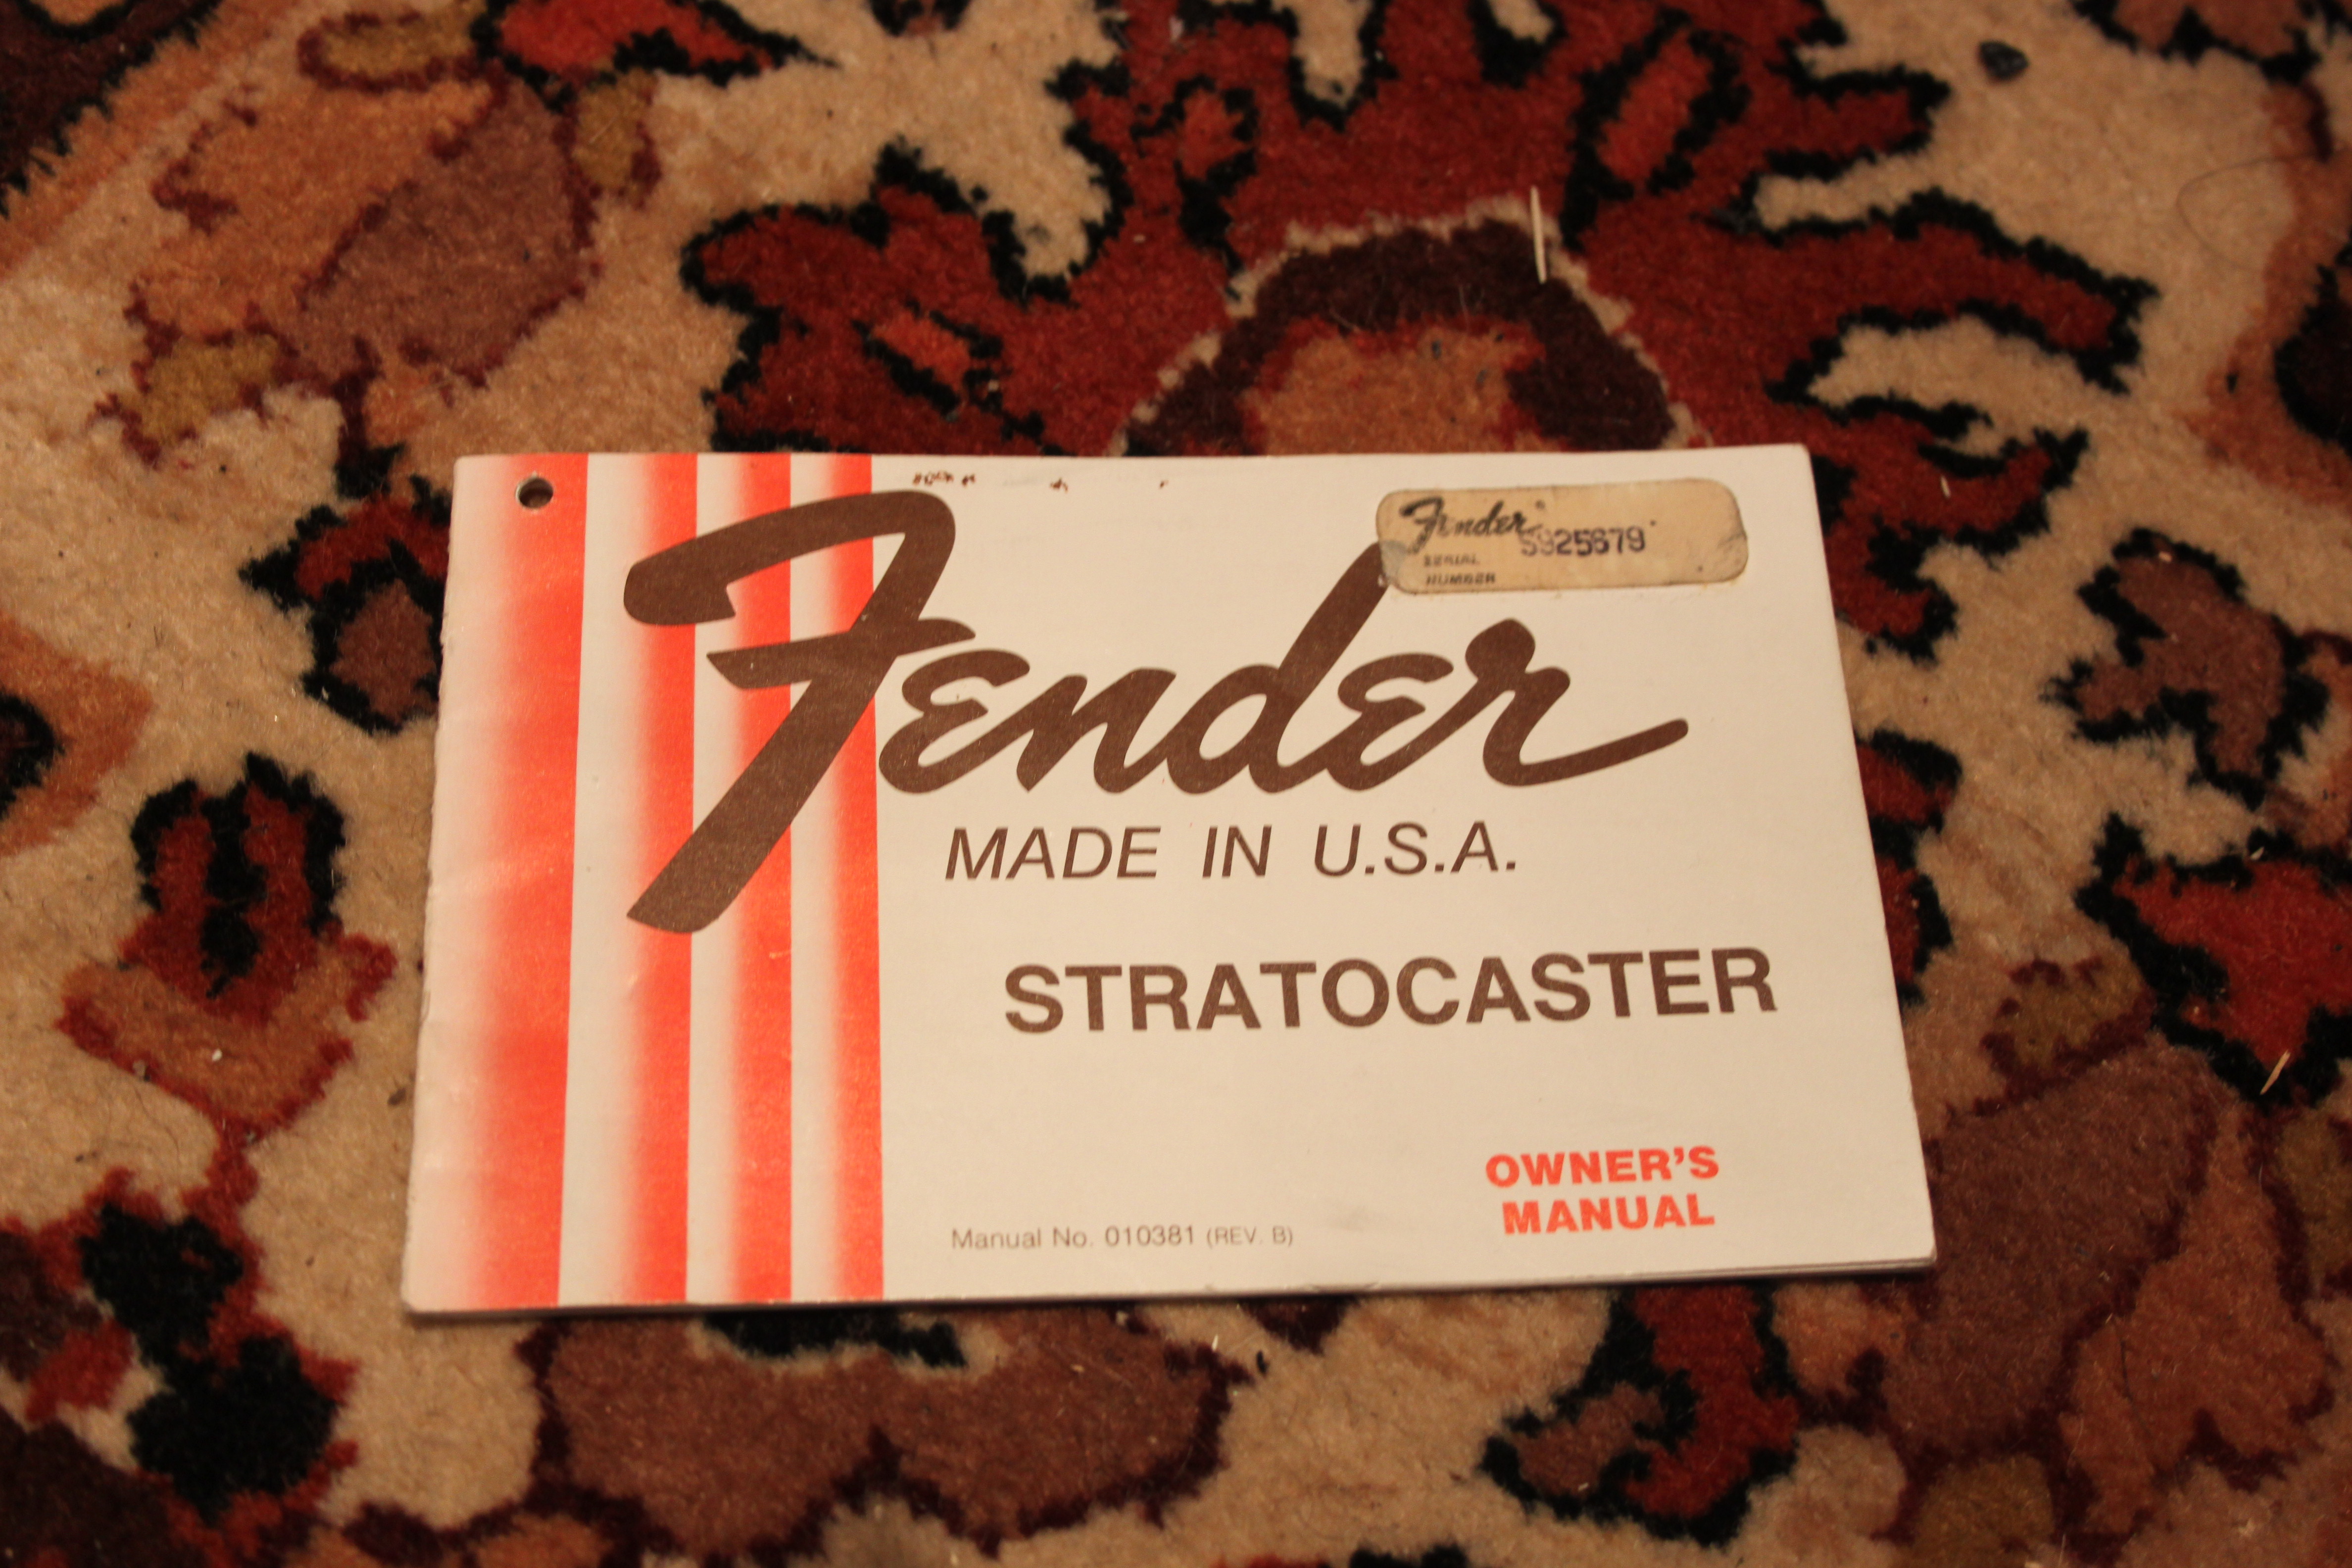 Fender
S925679
SERIAL
NUMBER
Fender
MADE IN U.S.A.
STRATOCASTER
OWNER'S
MANUAL
Manual No. 010381 (REV. B)